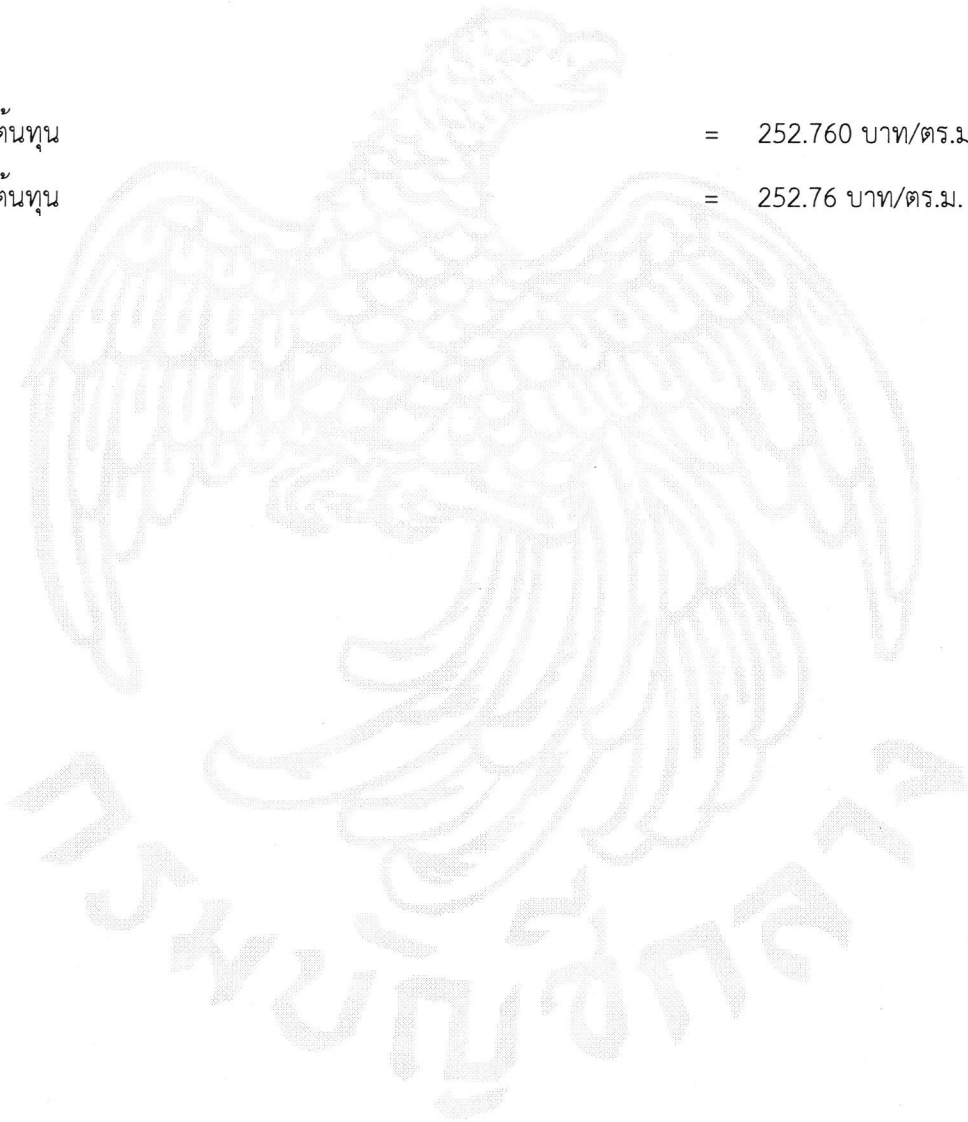 ต้นทุน = 252.760 บาท/ตร.ม
ต้นทุน = 252.76 บาท/ตร.ม.
กรมบัญชีกลาง